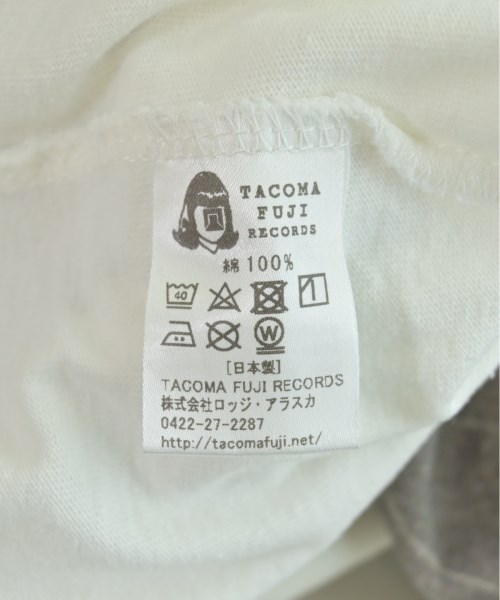 TACOMA
FUJI
RECORDS
綿 100%
40
W
[日本製]
TACOMA FUJI RECORDS
株式会社ロッジ・アラスカ
0422-27-2287
http://tacomafuji.net/